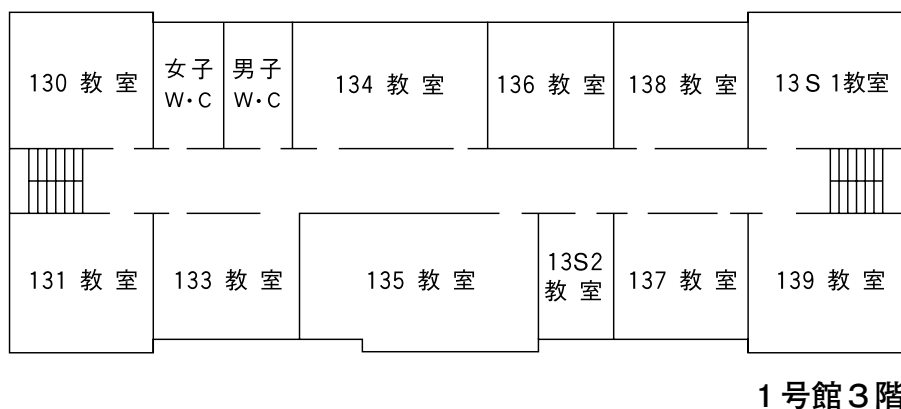 130 教室
女子
W・C
男子
W・C
134 教室
136 教室
138 教室
13S 1教室
131 教室
133 教室
135 教室
13S2
教室
137 教室
139 教室
1号館3階